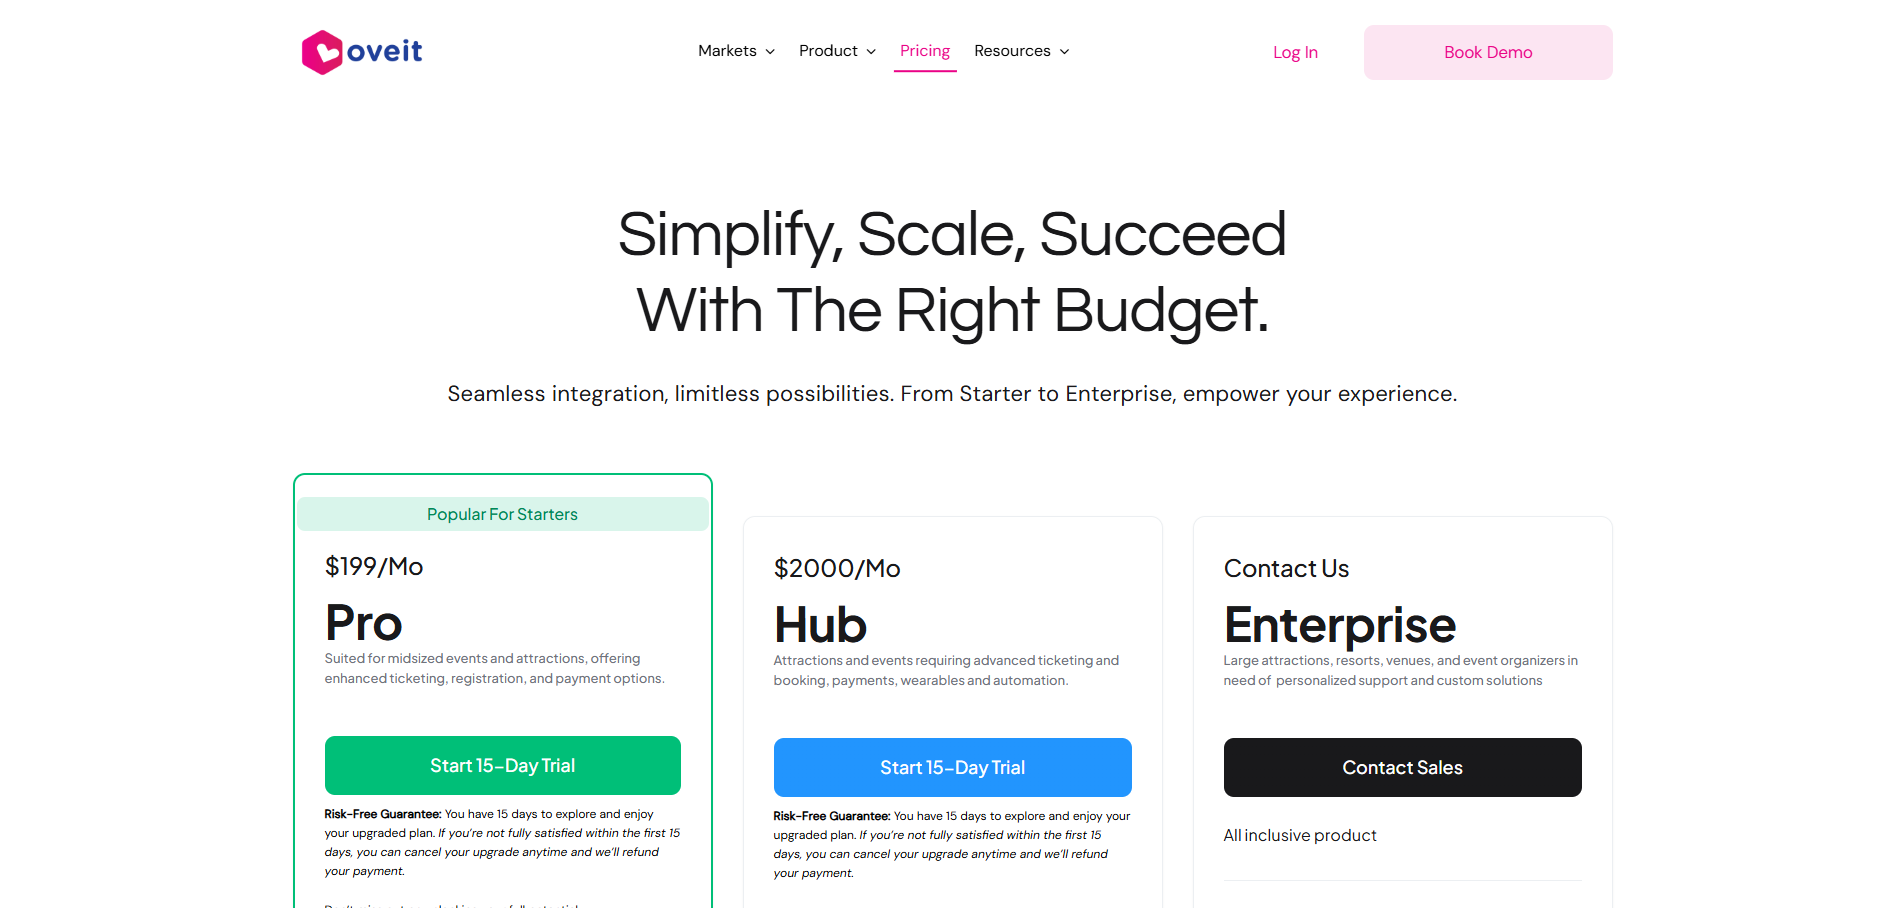 oveit
Markets
Product
Pricing
Resources
Log In
Book Demo
Simplify, Scale, Succeed
With The Right Budget.
Seamless integration, limitless possibilities. From Starter to Enterprise, empower your experience.
Popular For Starters
$199/Mo
Pro
Suited for midsized events and attractions, offering
enhanced ticketing, registration, and payment options.
Start 15-Day Trial
Risk-Free Guarantee: You have 15 days to explore and enjoy
your upgraded plan. If you're not fully satisfied within the first 15
days, you can cancel your upgrade anytime and we'll refund
your payment.
$2000/Mo
Hub
Attractions and events requiring advanced ticketing and
booking, payments, wearables and automation.
Start 15-Day Trial
Risk-Free Guarantee: You have 15 days to explore and enjoy your
upgraded plan. If you're not fully satisfied within the first 15
days, you can cancel your upgrade anytime and we'll refund
your payment.
Contact Us
Enterprise
Large attractions, resorts, venues, and event organizers in
need of personalized support and custom solutions
Contact Sales
All inclusive product